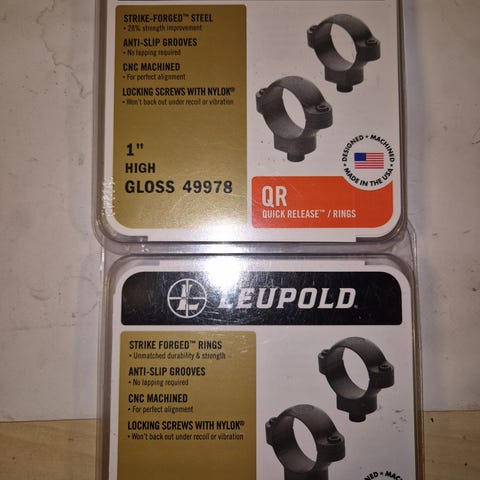 STRIKE-FORGED™ STEEL
• 28% strength improvement
ANTI-SLIP GROOVES
• No lapping required
CNC MACHINED
• For perfect alignment
LOCKING SCREWS WITH NYLOK®
• Won't back out under recoil or vibration
1"
HIGH
GLOSS 49978
DESIGNED • MACHINED
• MADE IN THE USA •
QR
QUICK RELEASE™ / RINGS
L
LEUPOLD
STRIKE FORGED™ RINGS
• Unmatched durability & strength
ANTI-SLIP GROOVES
• No lapping required
CNC MACHINED
• For perfect alignment
LOCKING SCREWS WITH NYLOK®
• Won't back out under recoil or vibration